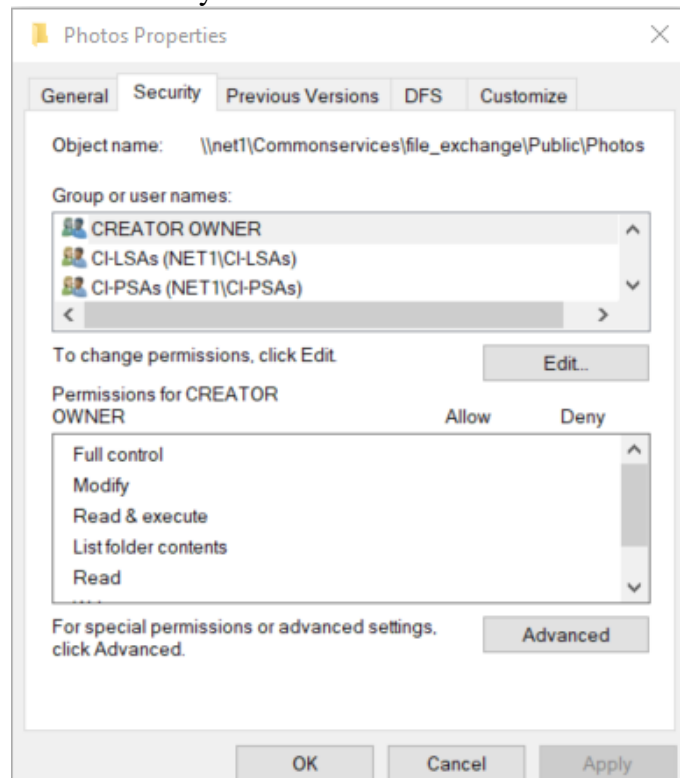 Photos Properties
General Security Previous Versions DFS Customize
Object name: \\net1\Commonservices\file_exchange\Public\Photos
Group or user names:
CREATOR OWNER
CI-LSAs (NET1\CI-LSAs)
CI-PSAs (NET1\CI-PSAs)
To change permissions, click Edit.
Edit...
Permissions for CREATOR
OWNER Allow Deny
Full control
Modify
Read & execute
List folder contents
Read
For special permissions or advanced settings,
click Advanced.
Advanced
OK Cancel Apply